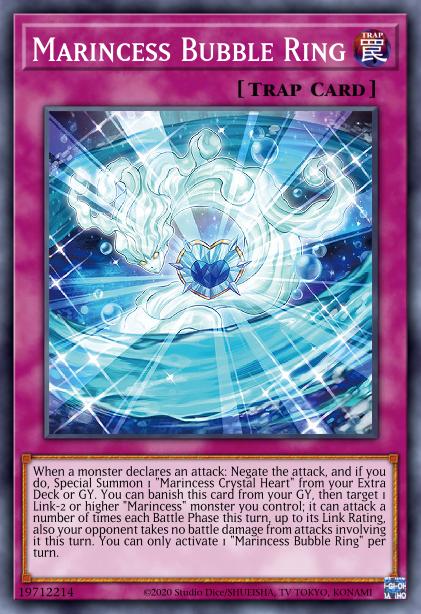 MARINCESS BUBBLE RING
TRAP
罠
[TRAP CARD]
When a monster declares an attack: Negate the attack, and if you
do, Special Summon 1 "Marincess Crystal Heart" from your Extra
Deck or GY. You can banish this card from your GY, then target 1
Link-2 or higher "Marincess" monster you control; it can attack a
number of times each Battle Phase this turn, up to its Link Rating,
also your opponent takes no battle damage from attacks involving
it this turn. You can only activate 1 "Marincess Bubble Ring" per
turn.
19712214
©2020 Studio Dice/SHUEISHA, TV TOKYO, KONAMI